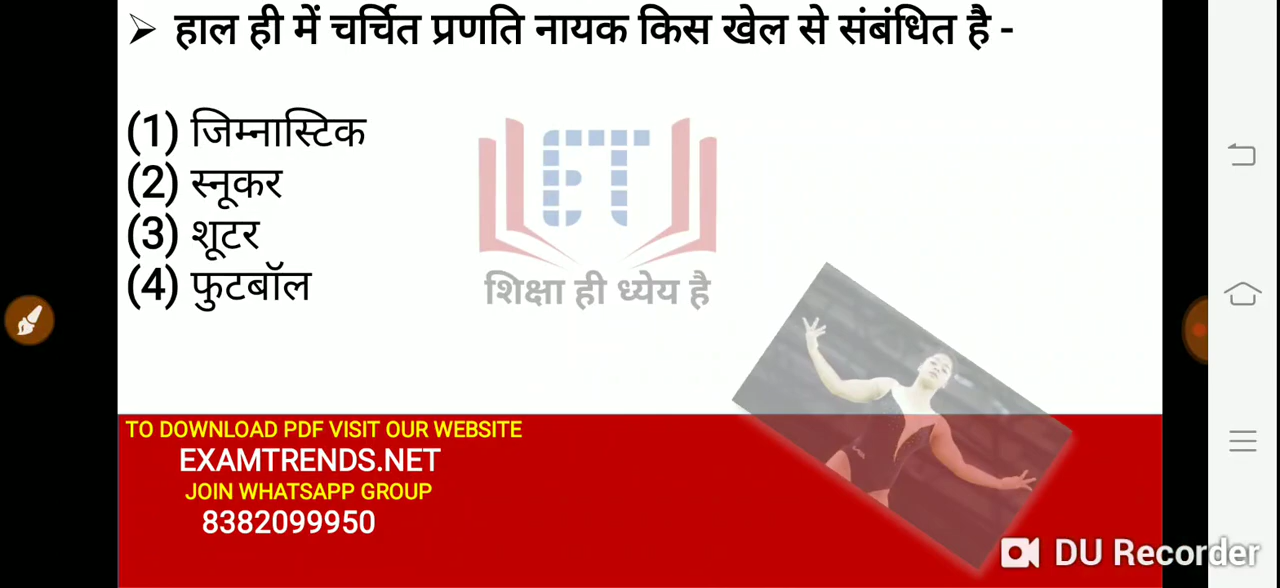 ➢ हाल ही में चर्चित प्रणति नायक किस खेल से संबंधित है -
(1) जिम्नास्टिक
(2) स्नूकर
(3) शूटर
(4) फुटबॉल
ET
शिक्षा ही ध्येय है
TO DOWNLOAD PDF VISIT OUR WEBSITE
EXAMTRENDS.NET
JOIN WHATSAPP GROUP
8382099950
DU Recorder